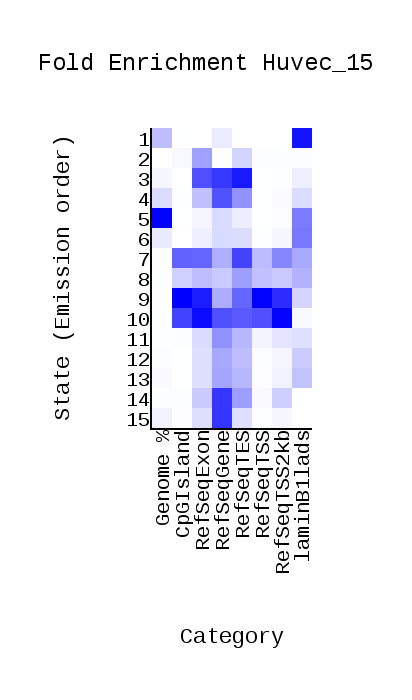 Fold Enrichment Huvec_15
State (Emission order)
1
2
3
4
5
6
7
8
9
10
11
12
13
14
15
Genome %
CpGIsland
RefSeqExon
RefSeqGene
RefSeqTES
RefSeqTSS
RefSeqTSS2kb
laminB1lads
Category